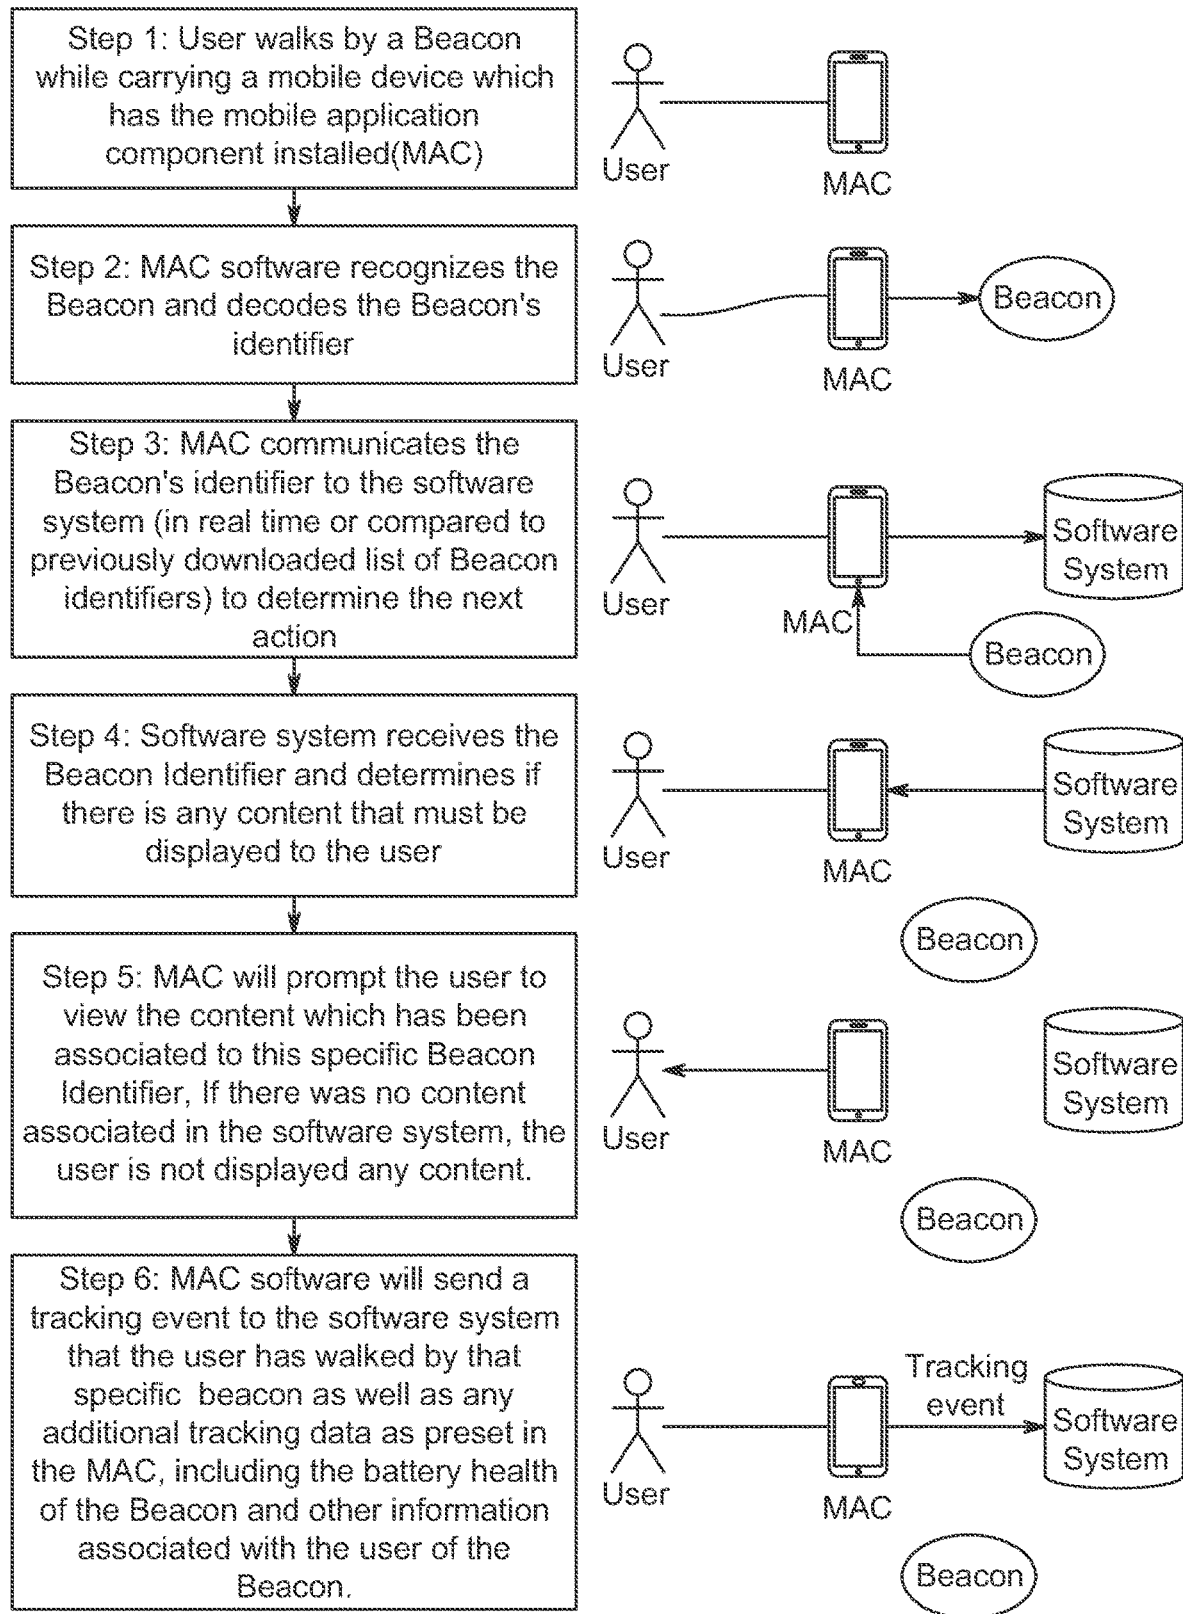 Step 1: User walks by a Beacon
while carrying a mobile device which
has the mobile application
component installed(MAC)
User
MAC
Step 2: MAC software recognizes the
Beacon and decodes the Beacon's
identifier
User
MAC
Beacon
Step 3: MAC communicates the
Beacon's identifier to the software
system (in real time or compared to
previously downloaded list of Beacon
identifiers) to determine the next
action
User
MAC
Software
System
Beacon
Step 4: Software system receives the
Beacon Identifier and determines if
there is any content that must be
displayed to the user
User
MAC
Software
System
Beacon
Step 5: MAC will prompt the user to
view the content which has been
associated to this specific Beacon
Identifier, If there was no content
associated in the software system, the
user is not displayed any content.
User
MAC
Software
System
Beacon
Step 6: MAC software will send a
tracking event to the software system
that the user has walked by that
specific beacon as well as any
additional tracking data as preset in
the MAC, including the battery health
of the Beacon and other information
associated with the user of the
Beacon.
User
MAC
Tracking
event
Software
System
Beacon